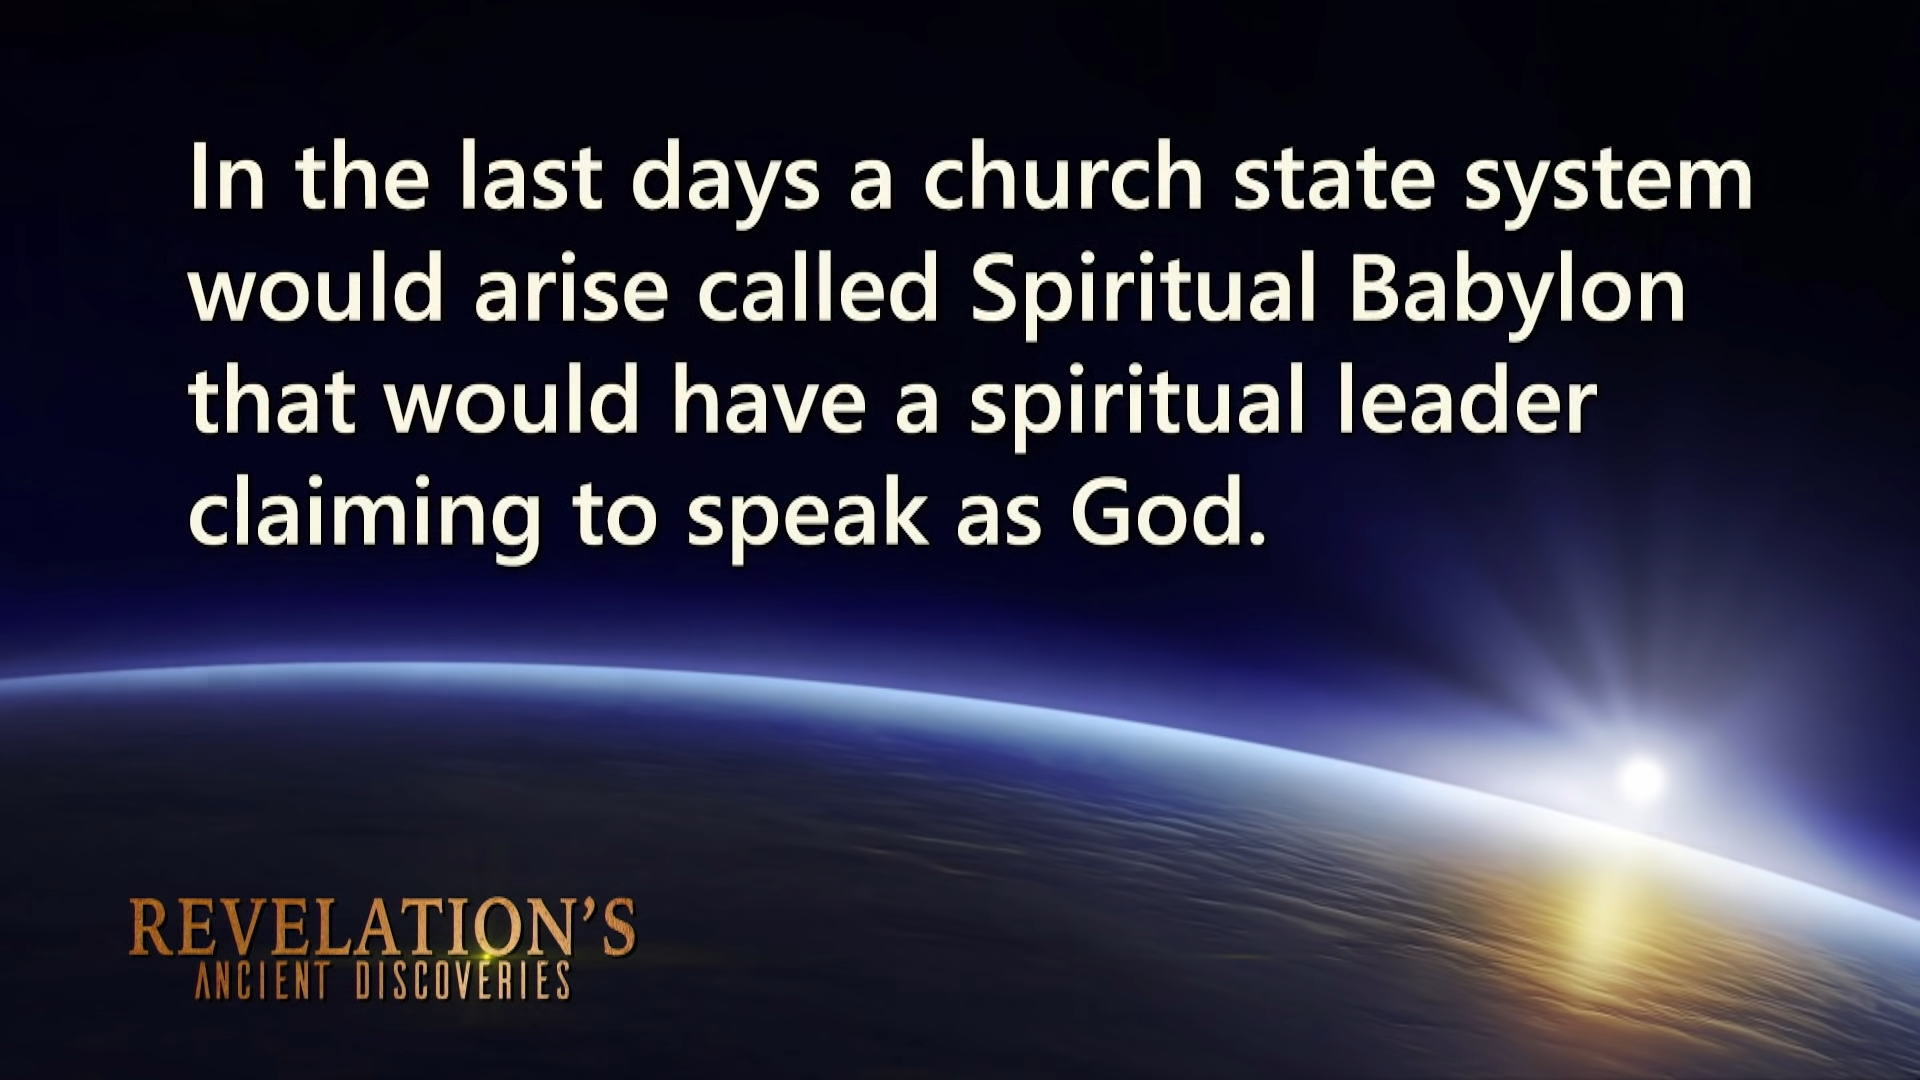 In the last days a church state system
would arise called Spiritual Babylon
that would have a spiritual leader
claiming to speak as God.
REVELATION'S
ANCIENT DISCOVERIES